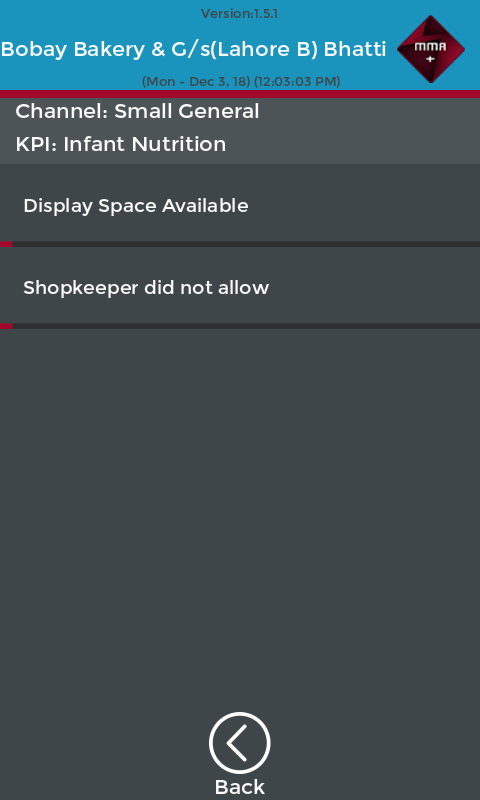 Version:1.5.1
Bobay Bakery & G/s(Lahore B) Bhatti
MMA
+
(Mon - Dec 3, 18) (12:03:03 PM)
Channel: Small General
KPI: Infant Nutrition
Display Space Available
Shopkeeper did not allow
Back